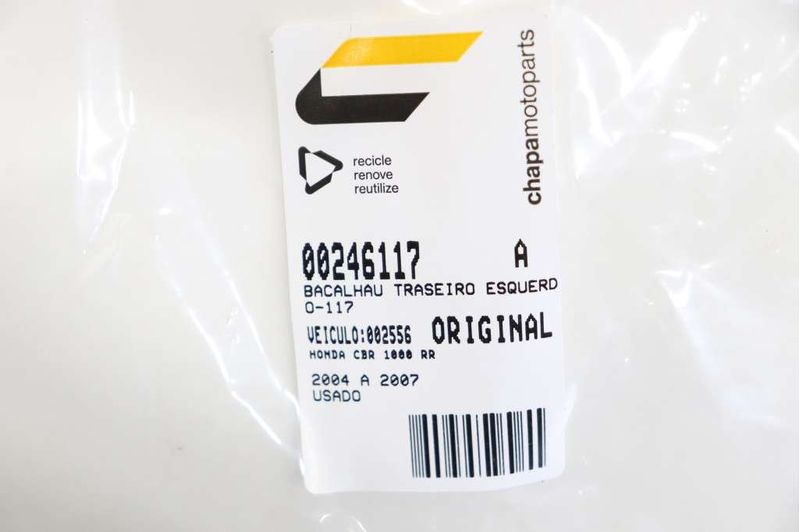 chapamotoparts
recicle
renove
reutilize
00246117 A
BACALHAU TRASEIRO ESQUERD
O-117
VEICULO:002556 ORIGINAL
HONDA CBR 1000 RR
2004 A 2007
USADO